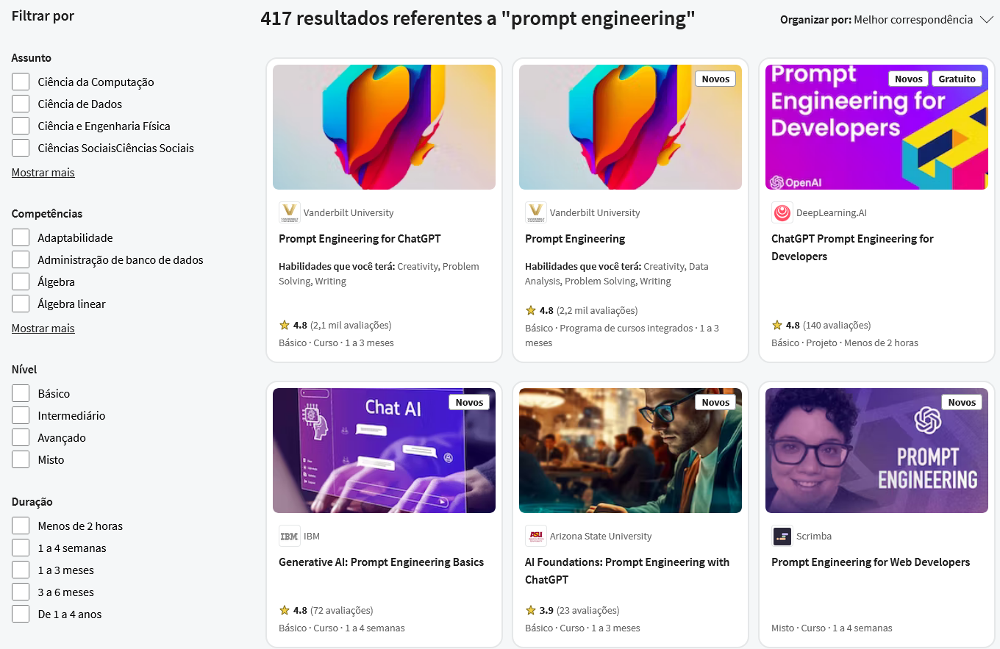 Filtrar por
Assunto
Ciência da Computação
Ciência de Dados
Ciência e Engenharia Física
Ciências SociaisCiências Sociais
Mostrar mais
Competências
Adaptabilidade
Administração de banco de dados
Álgebra
Álgebra linear
Mostrar mais
Nível
Básico
Intermediário
Avançado
Misto
Duração
Menos de 2 horas
1 a 4 semanas
1 a 3 meses
3 a 6 meses
De 1 a 4 anos
417 resultados referentes a "prompt engineering"
Organizar por: Melhor correspondência
Vanderbilt University
Prompt Engineering for ChatGPT
Habilidades que você terá: Creativity, Problem
Solving, Writing
4.8 (2,1 mil avaliações)
Básico · Curso · 1 a 3 meses
Novos
Vanderbilt University
Prompt Engineering
Habilidades que você terá: Creativity, Data
Analysis, Problem Solving, Writing
4.8 (2,2 mil avaliações)
Básico · Programa de cursos integrados · 1 a 3
meses
Prompt
Engineering for
Developers
OpenAI
Novos
Gratuito
DeepLearning.AI
ChatGPT Prompt Engineering for
Developers
4.8 (140 avaliações)
Básico · Projeto · Menos de 2 horas
Chat AI
Novos
IBM
IBM
Generative AI: Prompt Engineering Basics
4.8 (72 avaliações)
Básico · Curso · 1 a 4 semanas
Novos
ASU
Arizona State University
AI Foundations: Prompt Engineering with
ChatGPT
3.9 (23 avaliações)
Básico · Curso · 1 a 3 meses
Novos
PROMPT
ENGINEERING
Scrimba
Prompt Engineering for Web Developers
Misto · Curso · 1 a 4 semanas